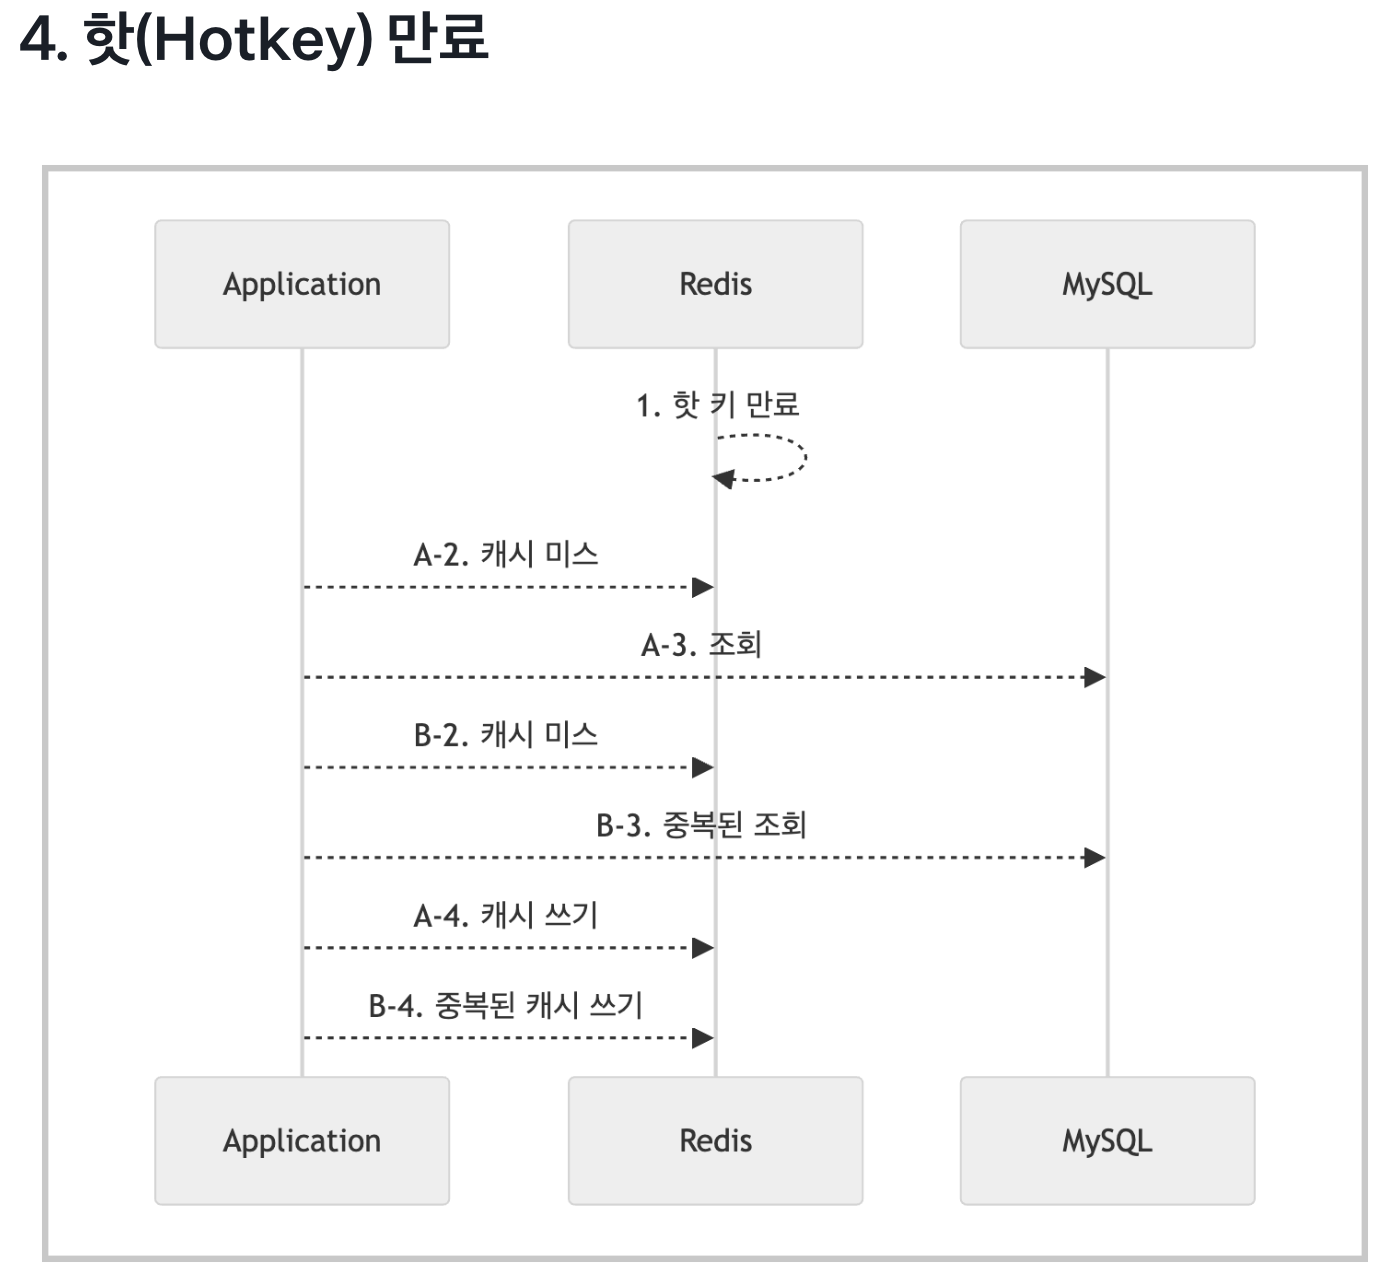 4. 핫(Hotkey) 만료
Application
Redis
MySQL
1. 핫 키 만료
A-2. 캐시 미스
A-3. 조회
B-2. 캐시 미스
B-3. 중복된 조회
A-4. 캐시 쓰기
B-4. 중복된 캐시 쓰기
Application
Redis
MySQL